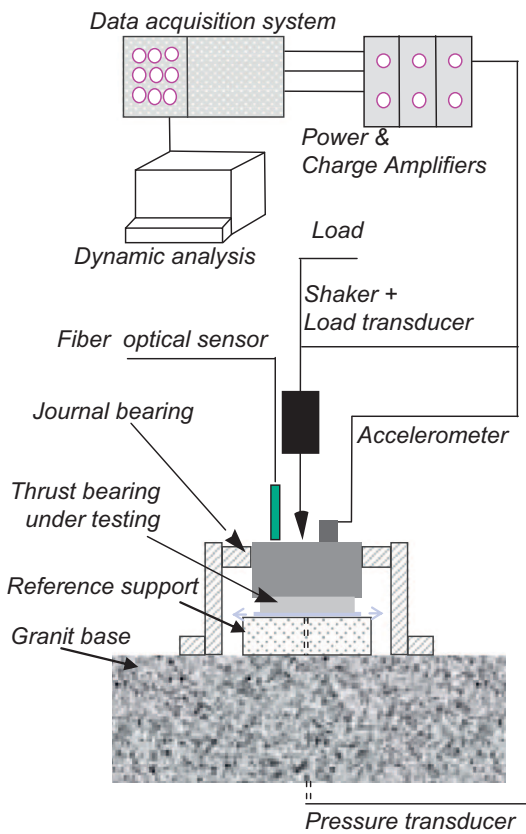 Data acquisition system
Power &
Charge Amplifiers
Dynamic analysis
Load
Shaker +
Load transducer
Fiber optical sensor
Journal bearing
Accelerometer
Thrust bearing
under testing
Reference support
Granit base
Pressure transducer